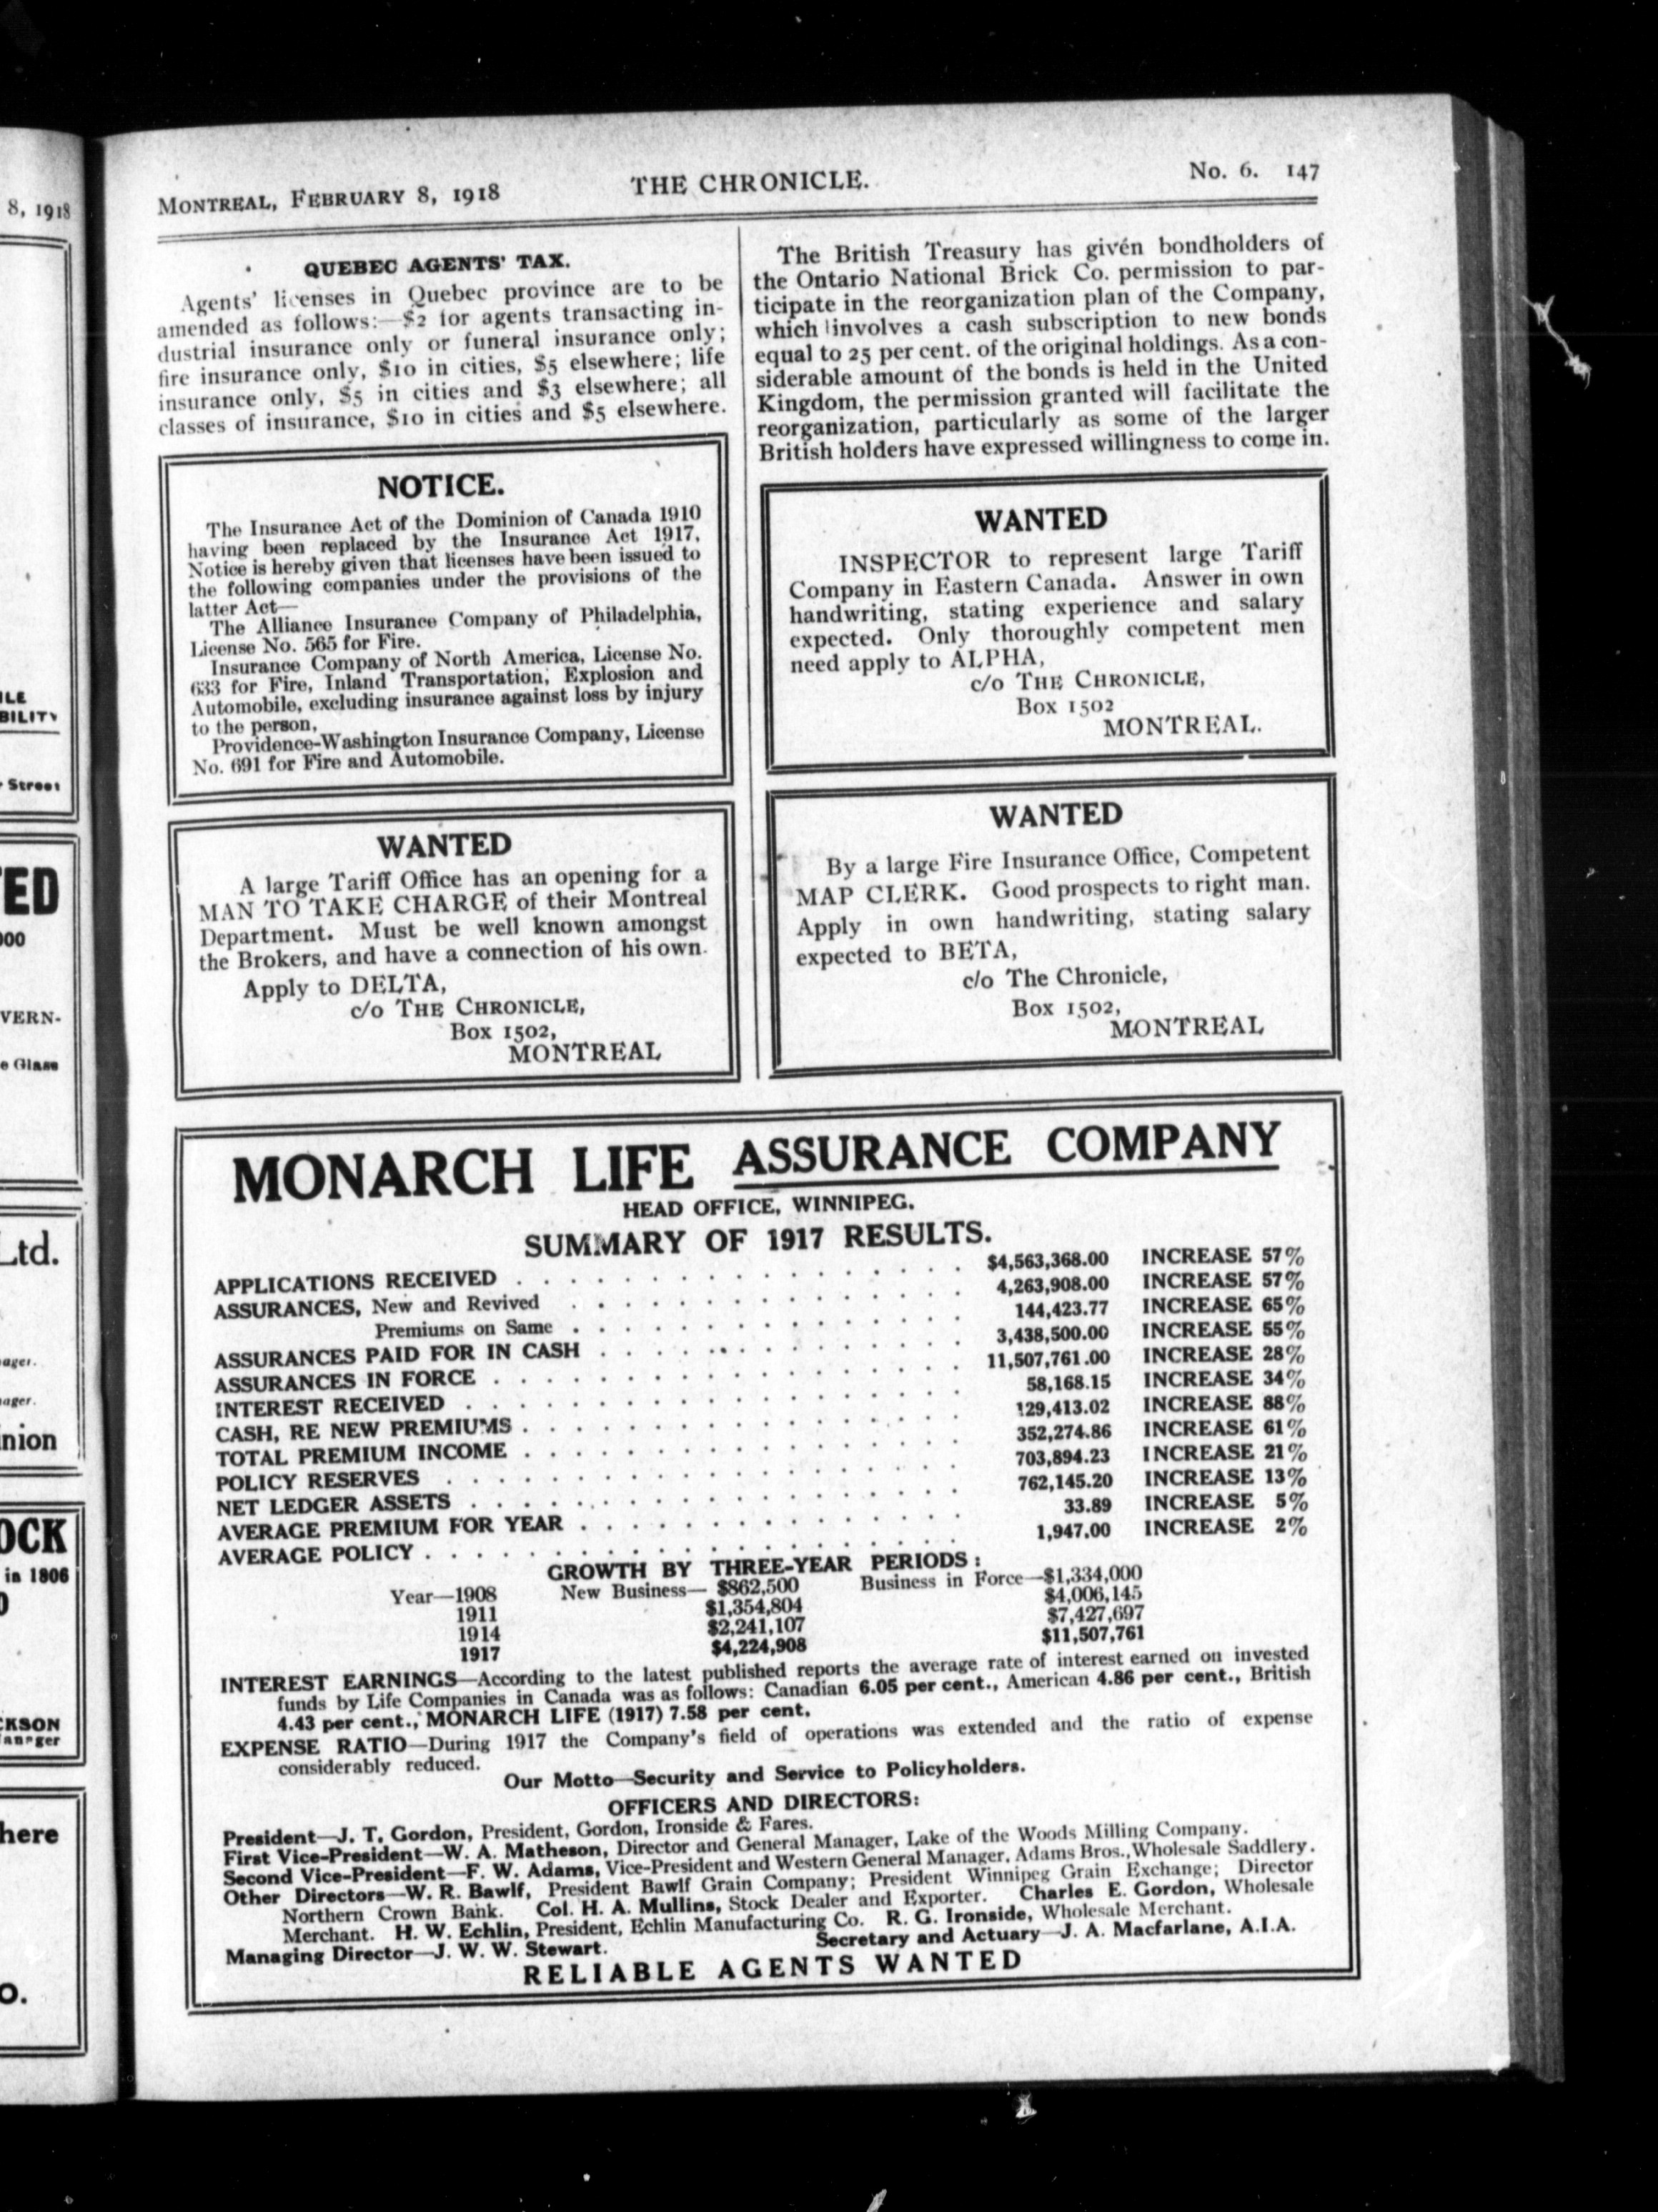 8, 1918
ILE
BILITY
Street
ED
000
VERN-
e Glass
Ltd.
ager.
ager.
nion
OCK
in 1806
CKSON
anager
here
O.
MONTREAL, FEBRUARY 8, 1918
THE CHRONICLE.
No. 6. 147
QUEBEC AGENTS' TAX.
Agents' licenses in Quebec province are to be
amended as follows:—$2 for agents transacting in-
dustrial insurance only or funeral insurance only;
fire insurance only, $10 in cities, $5 elsewhere; life
insurance only, $5 in cities and $3 elsewhere; all
classes of insurance, $10 in cities and $5 elsewhere.
NOTICE.
The Insurance Act of the Dominion of Canada 1910
having been replaced by the Insurance Act 1917,
Notice is hereby given that licenses have been issued to
the following companies under the provisions of the
latter Act—
The Alliance Insurance Company of Philadelphia,
License No. 565 for Fire.
Insurance Company of North America, License No.
633 for Fire, Inland Transportation, Explosion and
Automobile, excluding insurance against loss by injury
to the person,
Providence-Washington Insurance Company, License
No. 691 for Fire and Automobile.
WANTED
A large Tariff Office has an opening for a
MAN TO TAKE CHARGE of their Montreal
Department. Must be well known amongst
the Brokers, and have a connection of his own.
Apply to DELTA,
c/o THE CHRONICLE,
Box 1502,
MONTREAL
The British Treasury has givén bondholders of
the Ontario National Brick Co. permission to par-
ticipate in the reorganization plan of the Company,
which involves a cash subscription to new bonds
equal to 25 per cent. of the original holdings. As a con-
siderable amount of the bonds is held in the United
Kingdom, the permission granted will facilitate the
reorganization, particularly as some of the larger
British holders have expressed willingness to come in.
WANTED
INSPECTOR to represent large Tariff
Company in Eastern Canada. Answer in own
handwriting, stating experience and salary
expected. Only thoroughly competent men
need apply to ALPHA,
c/o THE CHRONICLE,
Box 1502
MONTREAL.
WANTED
By a large Fire Insurance Office, Competent
MAP CLERK. Good prospects to right man.
Apply in own handwriting, stating salary
expected to BETA,
c/o The Chronicle,
Box 1502,
MONTREAL
MONARCH LIFE ASSURANCE COMPANY
HEAD OFFICE, WINNIPEG.
SUMMARY OF 1917 RESULTS.
APPLICATIONS RECEIVED . . . . $4,563,368.00 INCREASE 57%
ASSURANCES, New and Revived . . . . 4,263,908.00 INCREASE 57%
Premiums on Same . . . . 144,423.77 INCREASE 65%
ASSURANCES PAID FOR IN CASH . . . . 3,438,500.00 INCREASE 55%
ASSURANCES IN FORCE . . . . 11,507,761.00 INCREASE 28%
INTEREST RECEIVED . . . . 58,168.15 INCREASE 34%
CASH, RE NEW PREMIUMS . . . . 129,413.02 INCREASE 88%
TOTAL PREMIUM INCOME . . . . 352,274.86 INCREASE 61%
POLICY RESERVES . . . . 703,894.23 INCREASE 21%
NET LEDGER ASSETS . . . . 762,145.20 INCREASE 13%
AVERAGE PREMIUM FOR YEAR . . . . 33.89 INCREASE 5%
AVERAGE POLICY . . . . 1,947.00 INCREASE 2%
GROWTH BY THREE-YEAR PERIODS:
Year—1908 New Business— $862,500 Business in Force—$1,334,000
1911 $1,354,804 $4,006,145
1914 $2,241,107 $7,427,697
1917 $4,224,908 $11,507,761
INTEREST EARNINGS—According to the latest published reports the average rate of interest earned on invested
funds by Life Companies in Canada was as follows: Canadian 6.05 per cent., American 4.86 per cent., British
4.43 per cent., MONARCH LIFE (1917) 7.58 per cent.
EXPENSE RATIO—During 1917 the Company's field of operations was extended and the ratio of expense
considerably reduced.
Our Motto—Security and Service to Policyholders.
OFFICERS AND DIRECTORS:
President—J. T. Gordon, President, Gordon, Ironside & Fares.
First Vice-President—W. A. Matheson, Director and General Manager, Lake of the Woods Milling Company.
Second Vice-President—F. W. Adams, Vice-President and Western General Manager, Adams Bros., Wholesale Saddlery.
Other Directors—W. R. Bawlf, President Bawlf Grain Company; President Winnipeg Grain Exchange; Director
Northern Crown Bank. Col. H. A. Mullins, Stock Dealer and Exporter. Charles E. Gordon, Wholesale
Merchant. H. W. Echlin, President, Echlin Manufacturing Co. R. G. Ironside, Wholesale Merchant.
Managing Director—J. W. W. Stewart. Secretary and Actuary—J. A. Macfarlane, A.I.A.
RELIABLE AGENTS WANTED